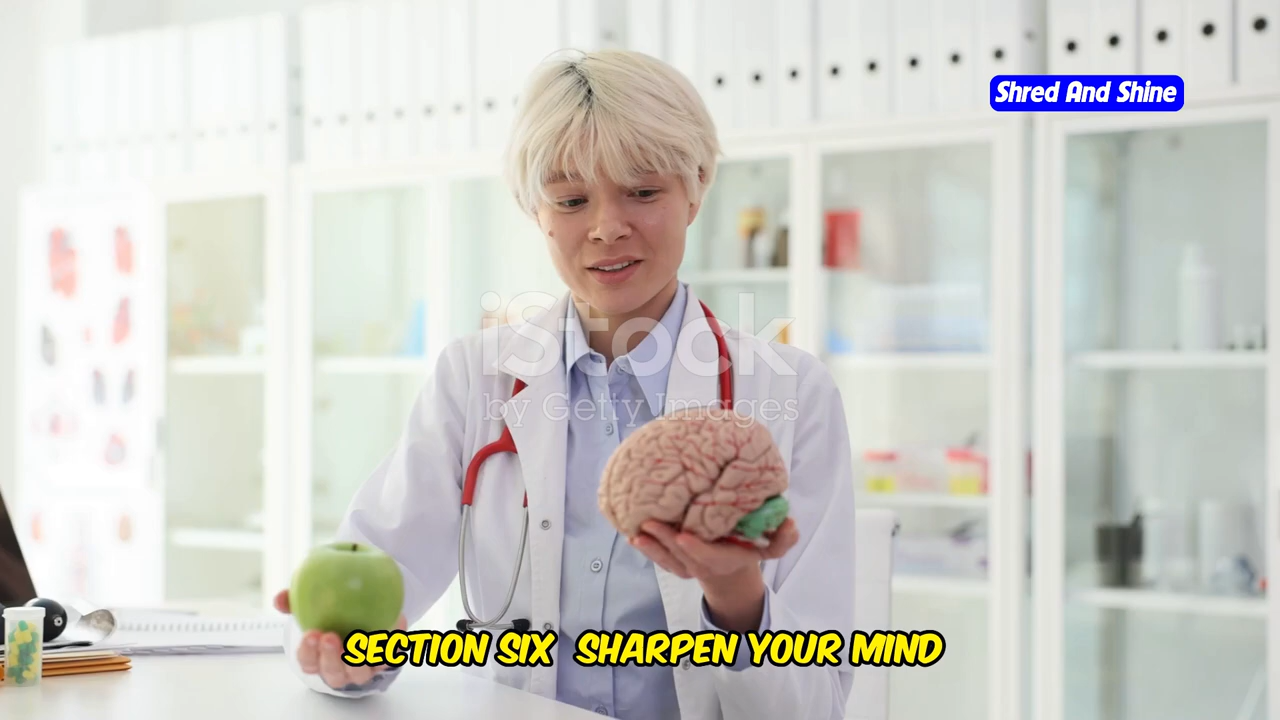 Shred And Shine
iStock
by Getty Images
SECTION SIX SHARPEN YOUR MIND